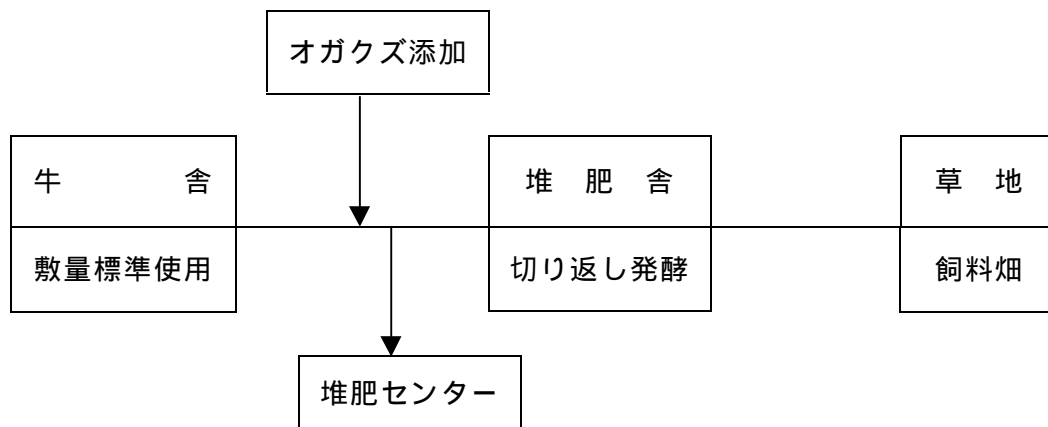 オガクズ添加
牛　　　　舎
堆　肥　舎
草　地
敷量標準使用
切り返し発酵
飼料畑
堆肥センター